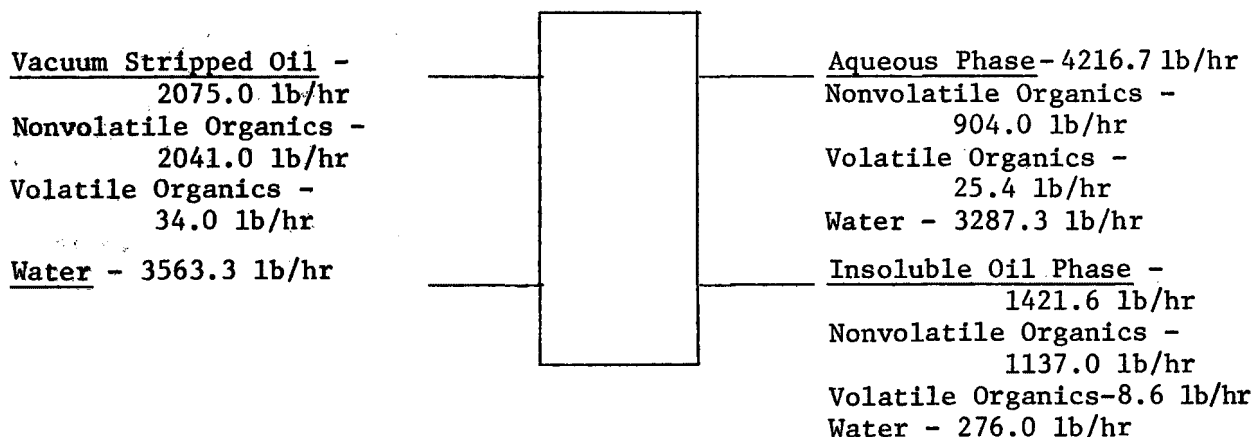 Vacuum Stripped Oil -
2075.0 lb/hr
Nonvolatile Organics -
2041.0 lb/hr
Volatile Organics -
34.0 lb/hr
Water - 3563.3 lb/hr
Aqueous Phase-4216.7 lb/hr
Nonvolatile Organics -
904.0 lb/hr
Volatile Organics -
25.4 lb/hr
Water - 3287.3 lb/hr
Insoluble Oil Phase -
1421.6 lb/hr
Nonvolatile Organics -
1137.0 lb/hr
Volatile Organics-8.6 lb/hr
Water - 276.0 lb/hr